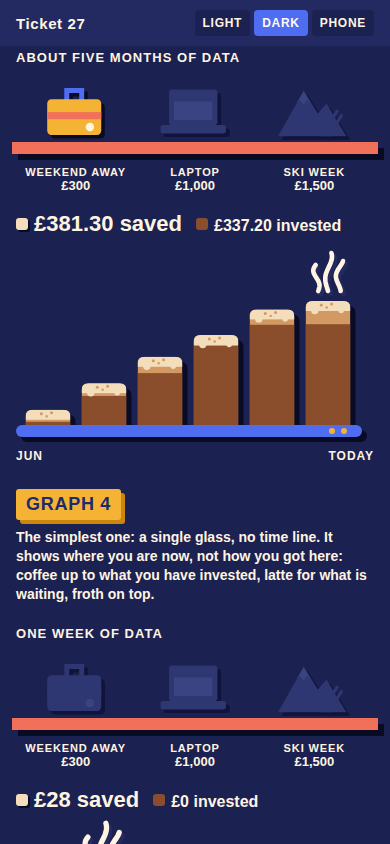 Ticket 27
LIGHT DARK PHONE
ABOUT FIVE MONTHS OF DATA
WEEKEND AWAY LAPTOP SKI WEEK
£300 £1,000 £1,500
£381.30 saved £337.20 invested
JUN TODAY
GRAPH 4
The simplest one: a single glass, no time line. It
shows where you are now, not how you got here:
coffee up to what you have invested, latte for what is
waiting, froth on top.
ONE WEEK OF DATA
WEEKEND AWAY LAPTOP SKI WEEK
£300 £1,000 £1,500
£28 saved £0 invested